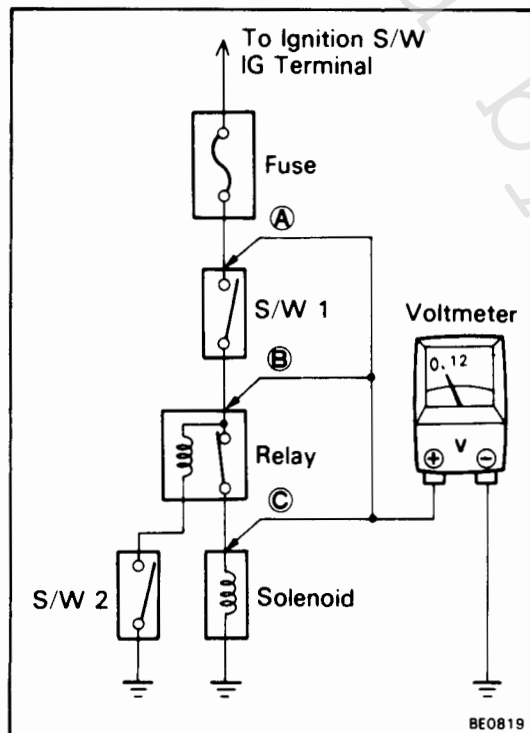 To Ignition S/W
IG Terminal
Fuse
A
S/W 1
Voltmeter
0. 12
B
V
Relay
+ −
C
S/W 2
Solenoid
BE0819